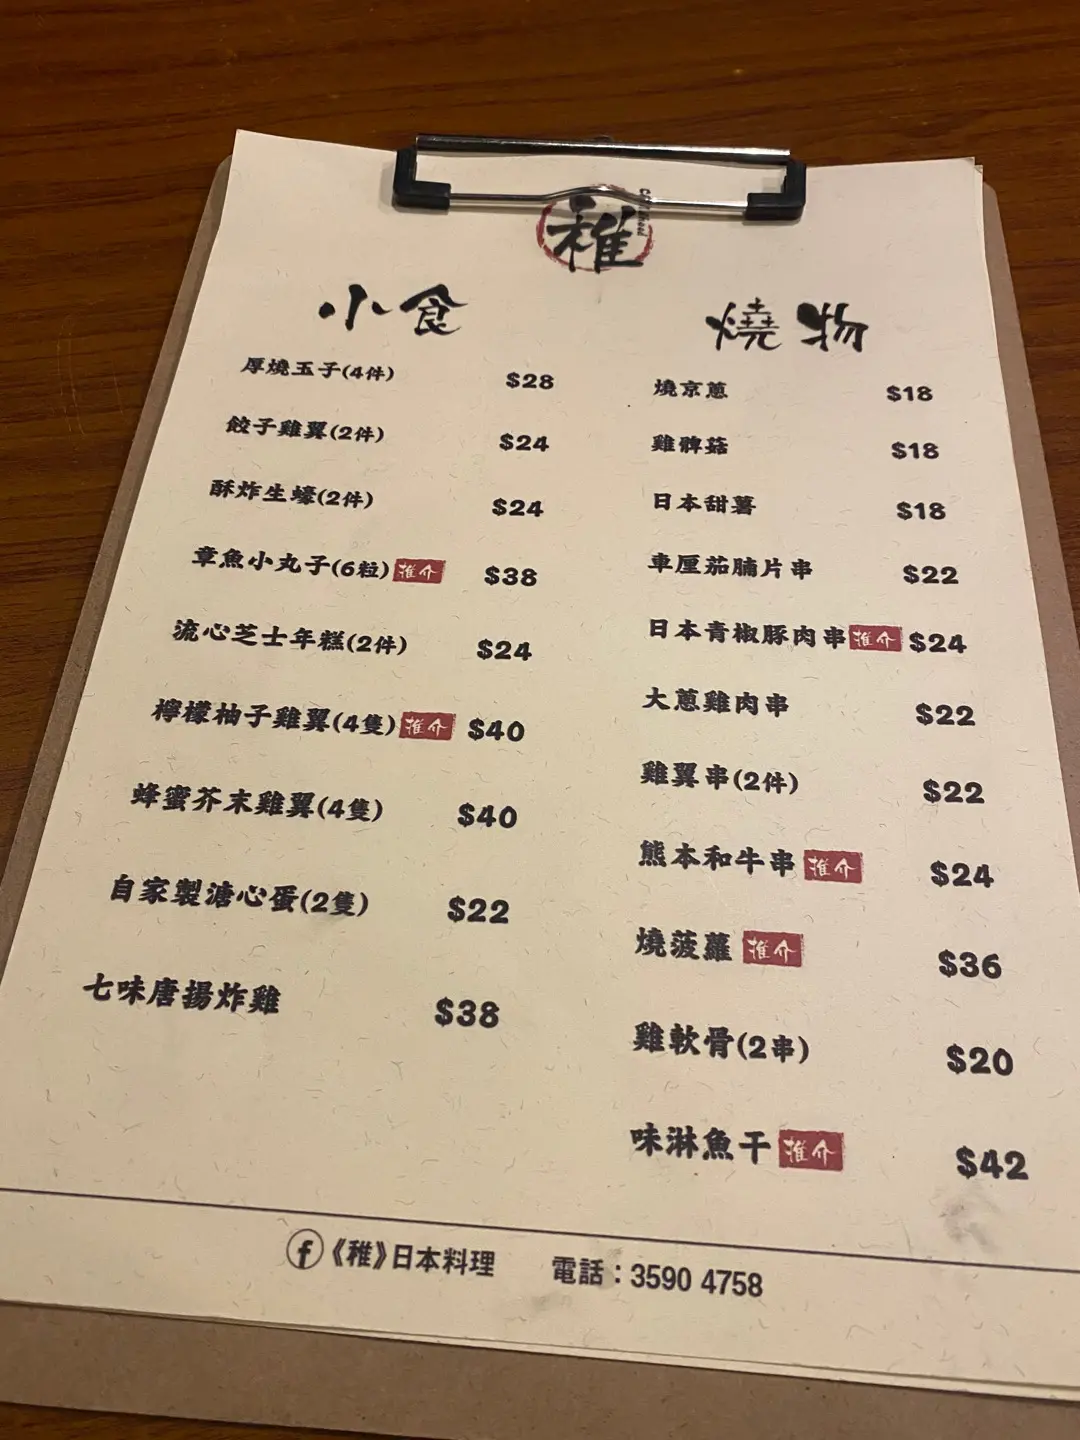 稚
小食
厚燒玉子(4件) $28
餃子雞翼(2件) $24
酥炸生蠔(2件) $24
章魚小丸子(6粒) 推介 $38
流心芝士年糕(2件) $24
檸檬柚子雞翼(4隻) 推介 $40
蜂蜜芥末雞翼(4隻) $40
自家製溏心蛋(2隻) $22
七味唐揚炸雞 $38
燒物
燒京蔥 $18
雞髀菇 $18
日本甜薯 $18
車厘茄腩片串 $22
日本青椒豚肉串 推介 $24
大蔥雞肉串 $22
雞翼串(2件) $22
熊本和牛串 推介 $24
燒菠蘿 推介 $36
雞軟骨(2串) $20
味淋魚干 推介 $42
f《稚》日本料理 電話：3590 4758